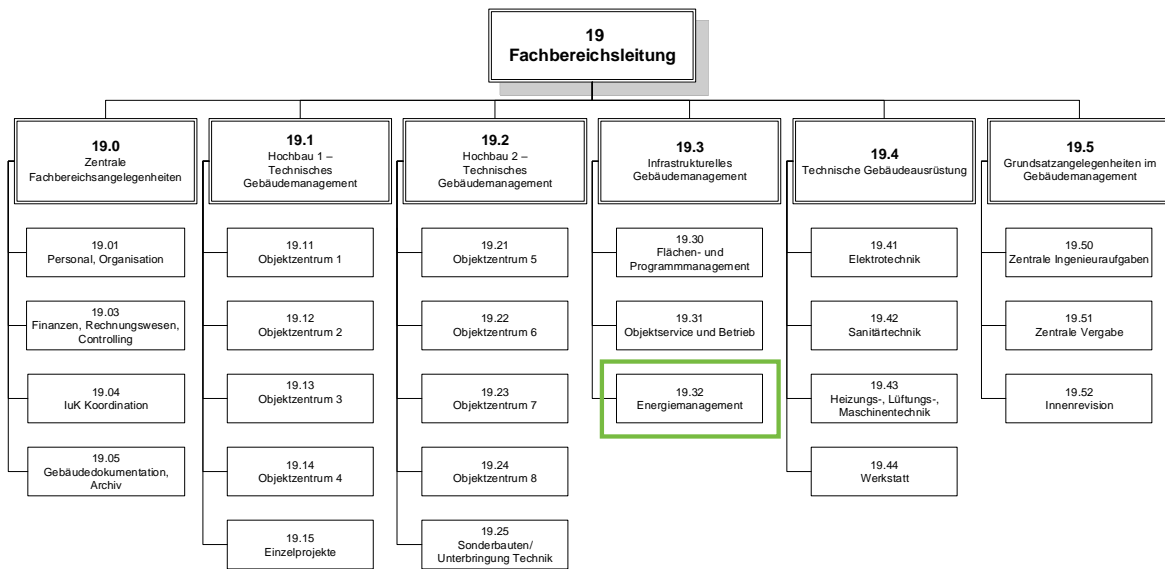 19
Fachbereichsleitung
19.0
Zentrale
Fachbereichsangelegenheiten
19.01
Personal, Organisation
19.03
Finanzen, Rechnungswesen,
Controlling
19.04
IuK Koordination
19.05
Gebäudedokumentation,
Archiv
19.1
Hochbau 1 –
Technisches
Gebäudemanagement
19.11
Objektzentrum 1
19.12
Objektzentrum 2
19.13
Objektzentrum 3
19.14
Objektzentrum 4
19.15
Einzelprojekte
19.2
Hochbau 2 –
Technisches
Gebäudemanagement
19.21
Objektzentrum 5
19.22
Objektzentrum 6
19.23
Objektzentrum 7
19.24
Objektzentrum 8
19.25
Sonderbauten/
Unterbringung Technik
19.3
Infrastrukturelles
Gebäudemanagement
19.30
Flächen- und
Programmmanagement
19.31
Objektservice und Betrieb
19.32
Energiemanagement
19.4
Technische Gebäudeausrüstung
19.41
Elektrotechnik
19.42
Sanitärtechnik
19.43
Heizungs-, Lüftungs-,
Maschinentechnik
19.44
Werkstatt
19.5
Grundsatzangelegenheiten im
Gebäudemanagement
19.50
Zentrale Ingenieuraufgaben
19.51
Zentrale Vergabe
19.52
Innenrevision